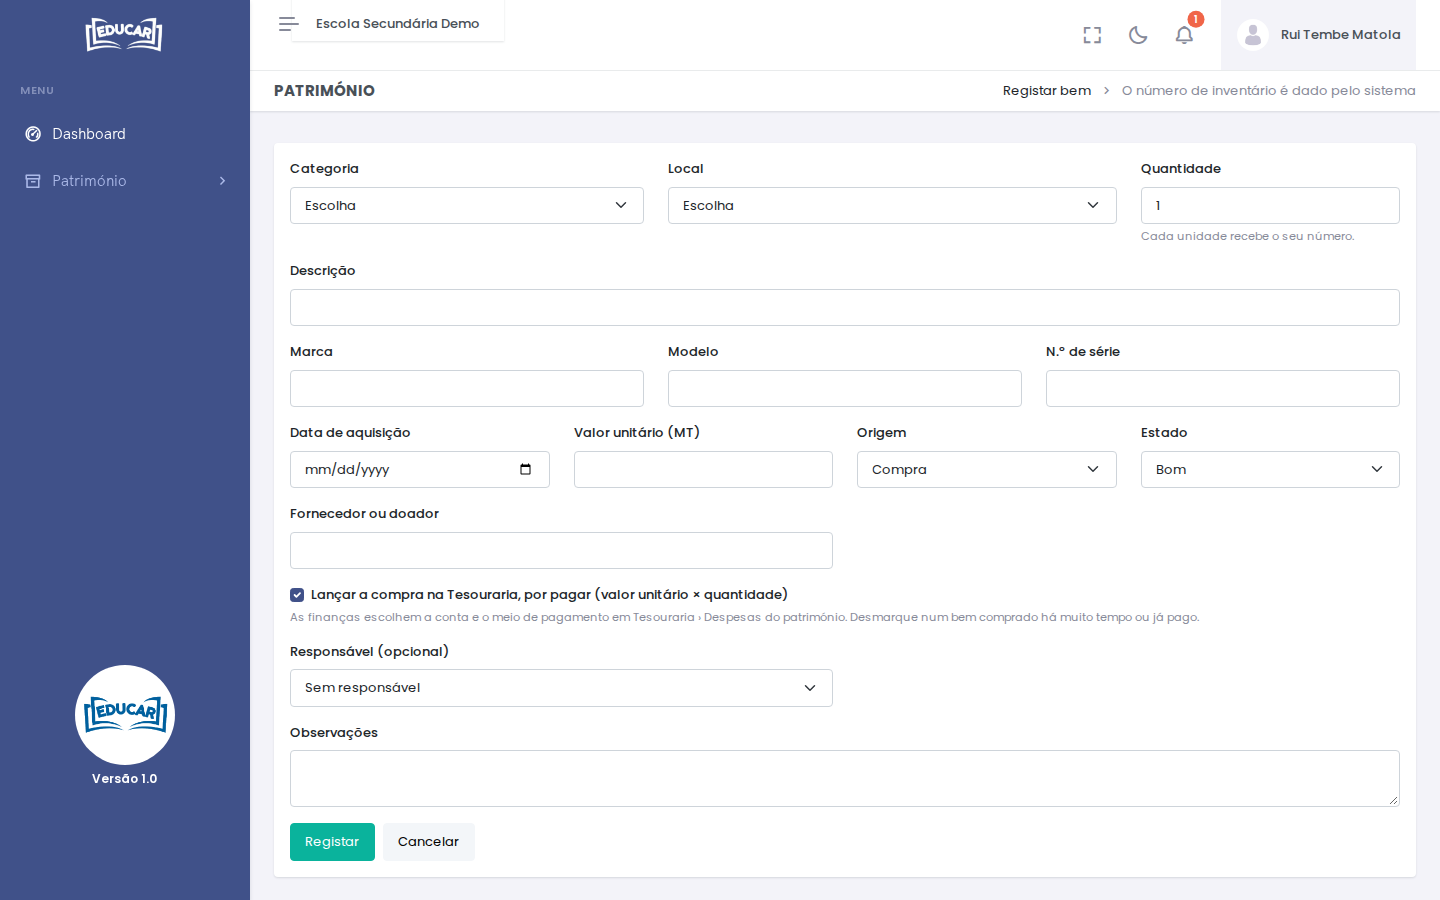 EDUCAR
Escola Secundária Demo
1
Rui Tembe Matola
MENU
Dashboard
Património
PATRIMÓNIO
Registar bem
O número de inventário é dado pelo sistema
Categoria
Local
Quantidade
Escolha
Escolha
1
Cada unidade recebe o seu número.
Descrição
Marca
Modelo
N.º de série
Data de aquisição
Valor unitário (MT)
Origem
Estado
mm/dd/yyyy
Compra
Bom
Fornecedor ou doador
Lançar a compra na Tesouraria, por pagar (valor unitário × quantidade)
As finanças escolhem a conta e o meio de pagamento em Tesouraria › Despesas do património. Desmarque num bem comprado há muito tempo ou já pago.
Responsável (opcional)
Sem responsável
Observações
Registar
Cancelar
EDUCAR
Versão 1.0